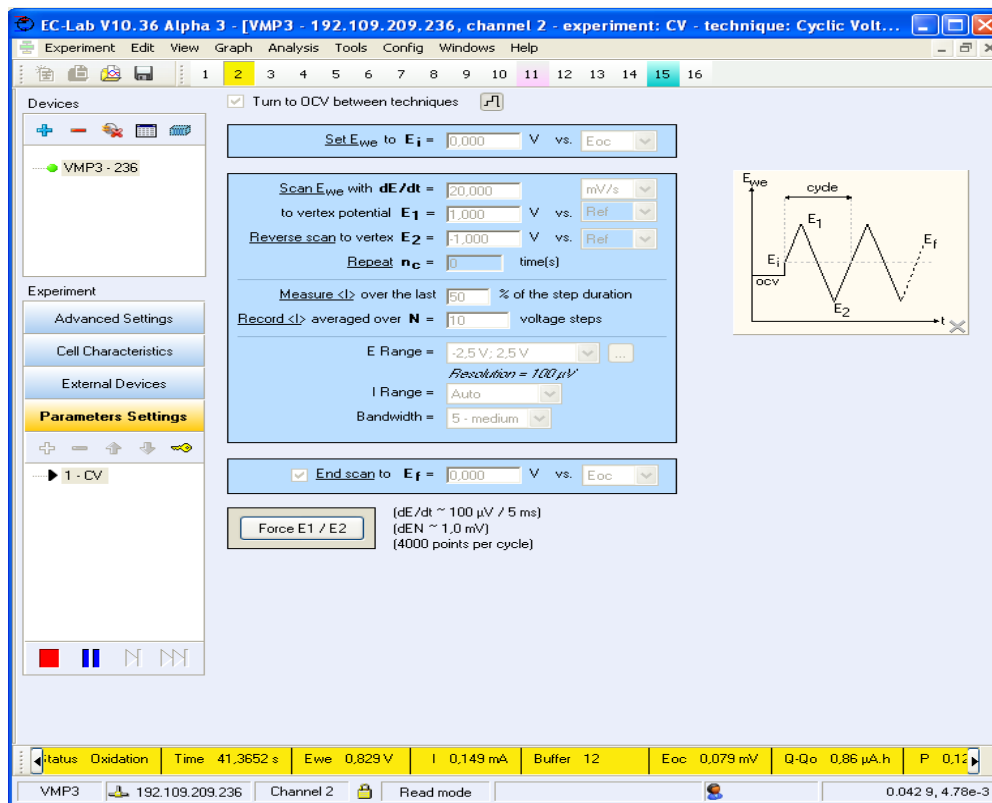 EC-Lab V10.36 Alpha 3 - [VMP3 - 192.109.209.236, channel 2 - experiment: CV - technique: Cyclic Volt...
Experiment Edit View Graph Analysis Tools Config Windows Help
1 2 3 4 5 6 7 8 9 10 11 12 13 14 15 16
Devices
VMP3 - 236
Experiment
Advanced Settings
Cell Characteristics
External Devices
Parameters Settings
1 - CV
Turn to OCV between techniques
Set EWE to Ei = 0,000 V vs. Eoc
Scan EWE with dE/dt = 20,000 mV/s
to vertex potential E1 = 1,000 V vs. Ref
Reverse scan to vertex E2 = -1,000 V vs. Ref
Repeat nc = 0 time(s)
Measure <I> over the last 50 % of the step duration
Record <I> averaged over N = 10 voltage steps
E Range = -2,5 V; 2,5 V ...
Resolution = 100 µV
I Range = Auto
Bandwidth = 5 - medium
End scan to Ef = 0,000 V vs. Eoc
Force E1 / E2
(dE/dt ~ 100 µV / 5 ms)
(dEN ~ 1,0 mV)
(4000 points per cycle)
Ewe
cycle
E1
Ei
Ef
OCV
E2
t
Status Oxidation Time 41,3652 s Ewe 0,829 V I 0,149 mA Buffer 12 Eoc 0,079 mV Q-Qo 0,86 µA.h P 0,12
VMP3 192.109.209.236 Channel 2 Read mode 0.042 9, 4.78e-3